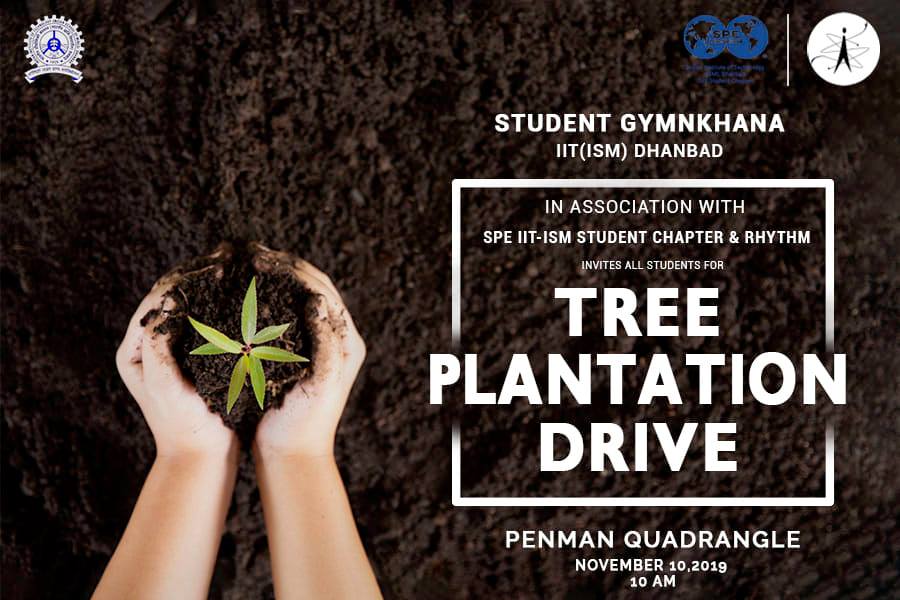 SPE
STUDENT GYMNKHANA
IIT(ISM) DHANBAD
IN ASSOCIATION WITH
SPE IIT-ISM STUDENT CHAPTER & RHYTHM
INVITES ALL STUDENTS FOR
TREE
PLANTATION
DRIVE
PENMAN QUADRANGLE
NOVEMBER 10,2019
10 AM